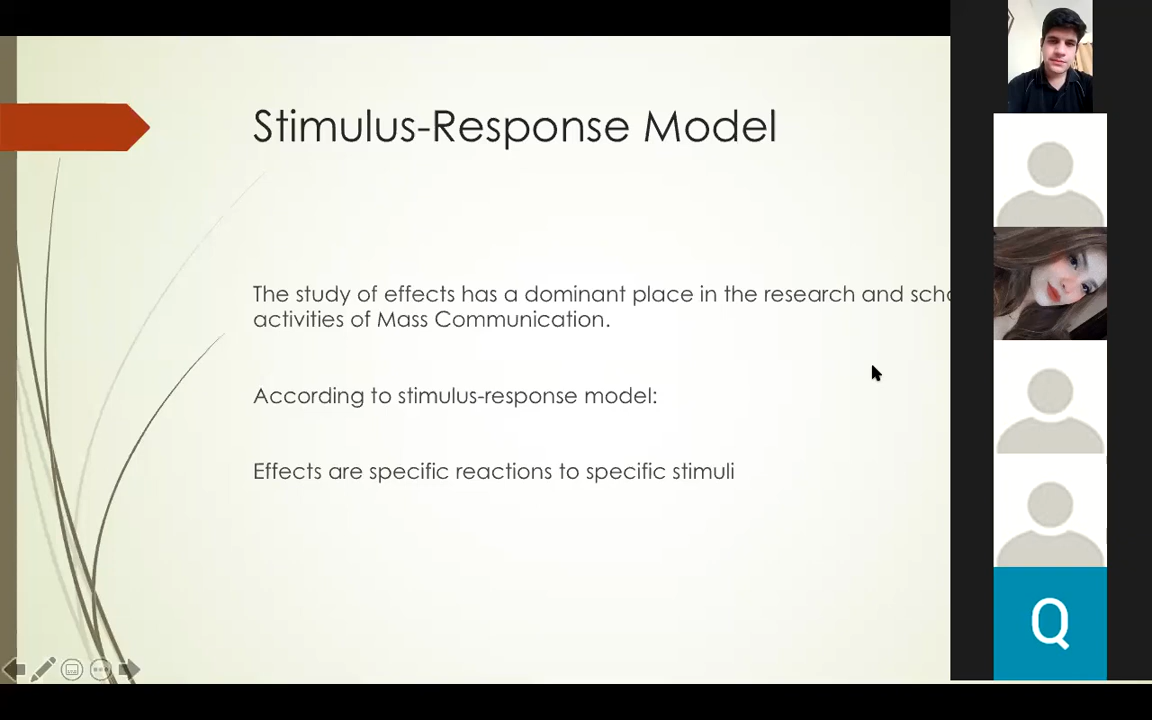 Stimulus-Response Model
The study of effects has a dominant place in the research and
activities of Mass Communication.
According to stimulus-response model:
Effects are specific reactions to specific stimuli
Q